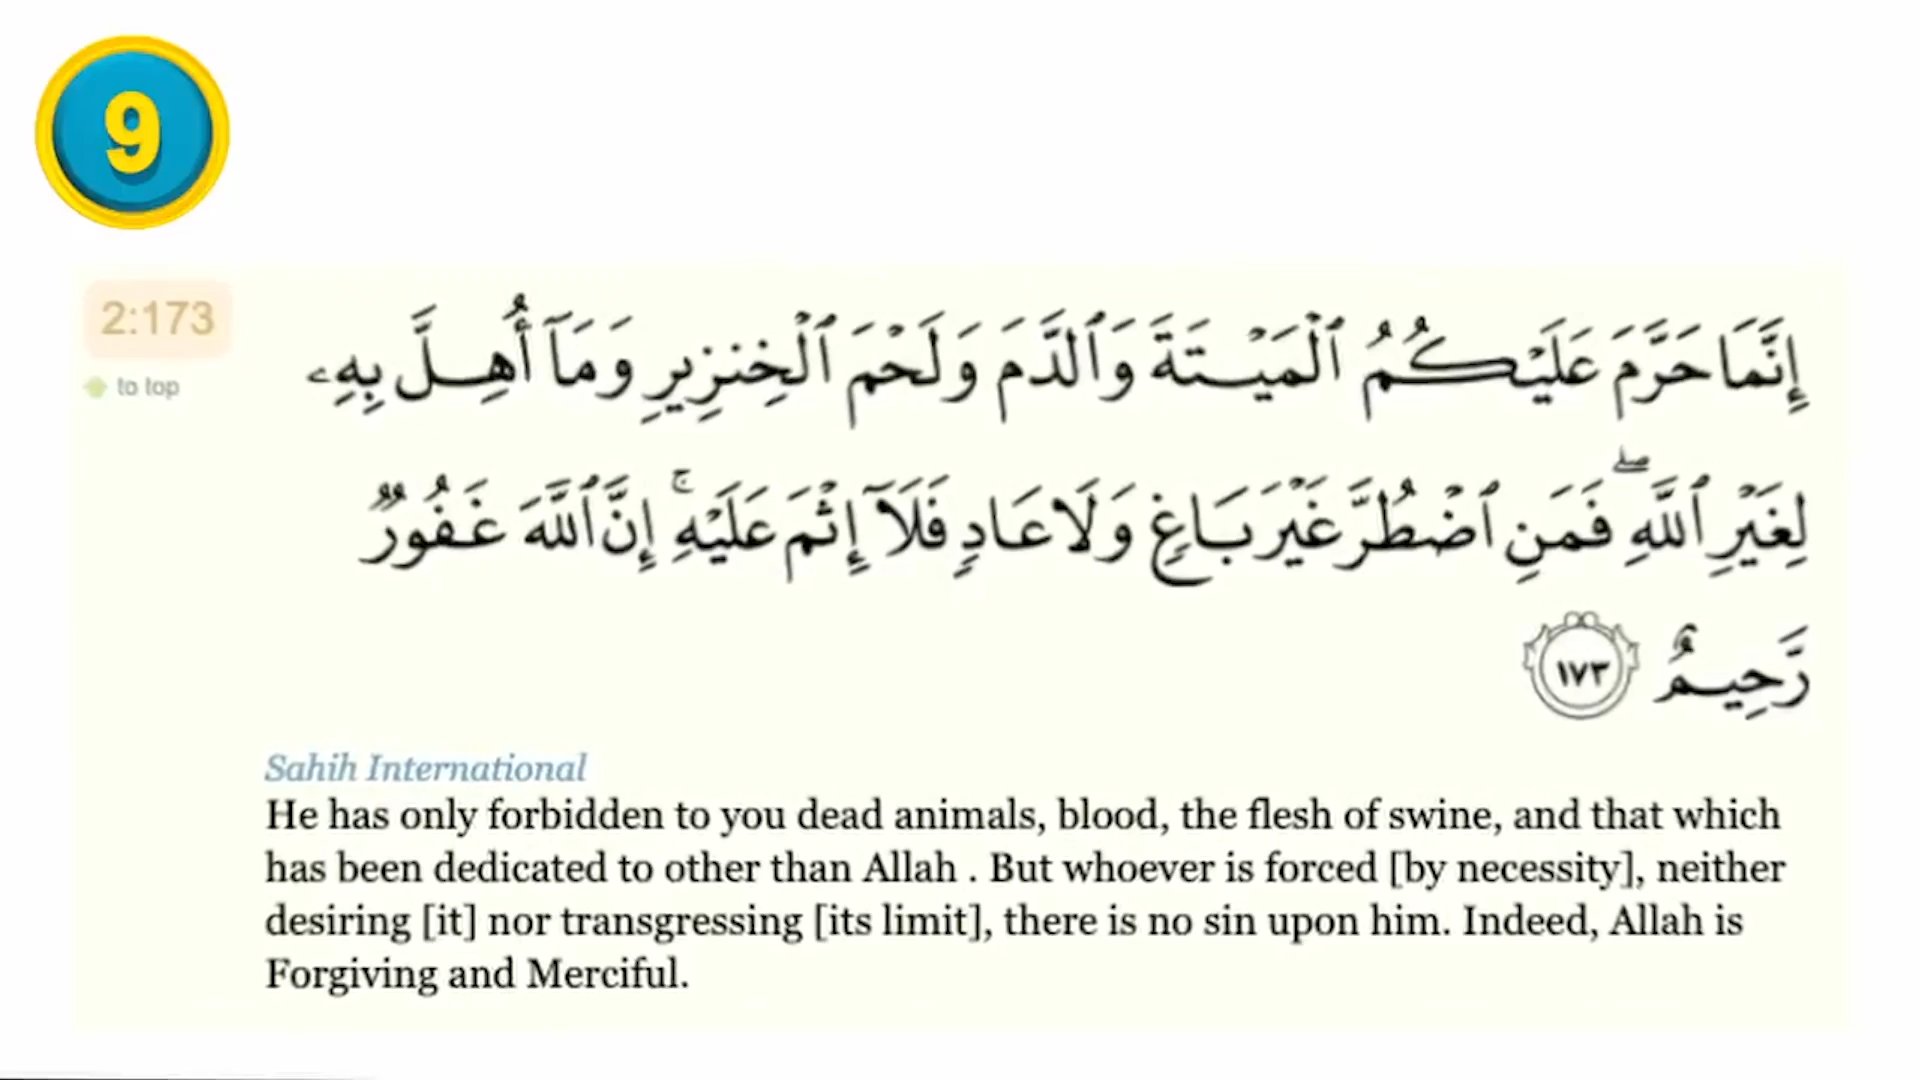 9
2:173
to top
إِنَّمَا حَرَّمَ عَلَيْكُمُ ٱلْمَيْتَةَ وَٱلدَّمَ وَلَحْمَ ٱلْخِنزِيرِ وَمَآ أُهِلَّ بِهِۦ
لِغَيْرِ ٱللَّهِ ۖ فَمَنِ ٱضْطُرَّ غَيْرَ بَاغٍ وَلَا عَادٍ فَلَآ إِثْمَ عَلَيْهِ ۚ إِنَّ ٱللَّهَ غَفُورٌ
رَّحِيمٌ ١٧٣
Sahih International
He has only forbidden to you dead animals, blood, the flesh of swine, and that which
has been dedicated to other than Allah . But whoever is forced [by necessity], neither
desiring [it] nor transgressing [its limit], there is no sin upon him. Indeed, Allah is
Forgiving and Merciful.